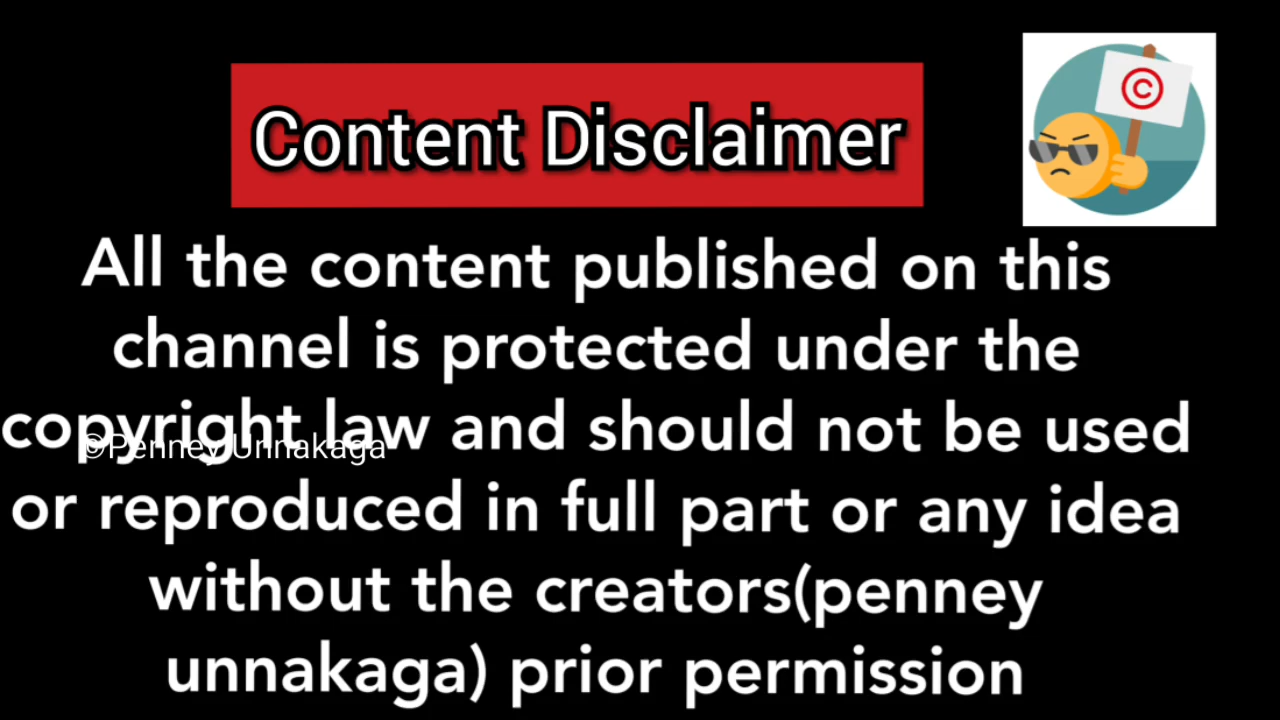 Content Disclaimer
©
All the content published on this
channel is protected under the
copyright law and should not be used
©Penney Unnakaga
or reproduced in full part or any idea
without the creators(penney
unnakaga) prior permission